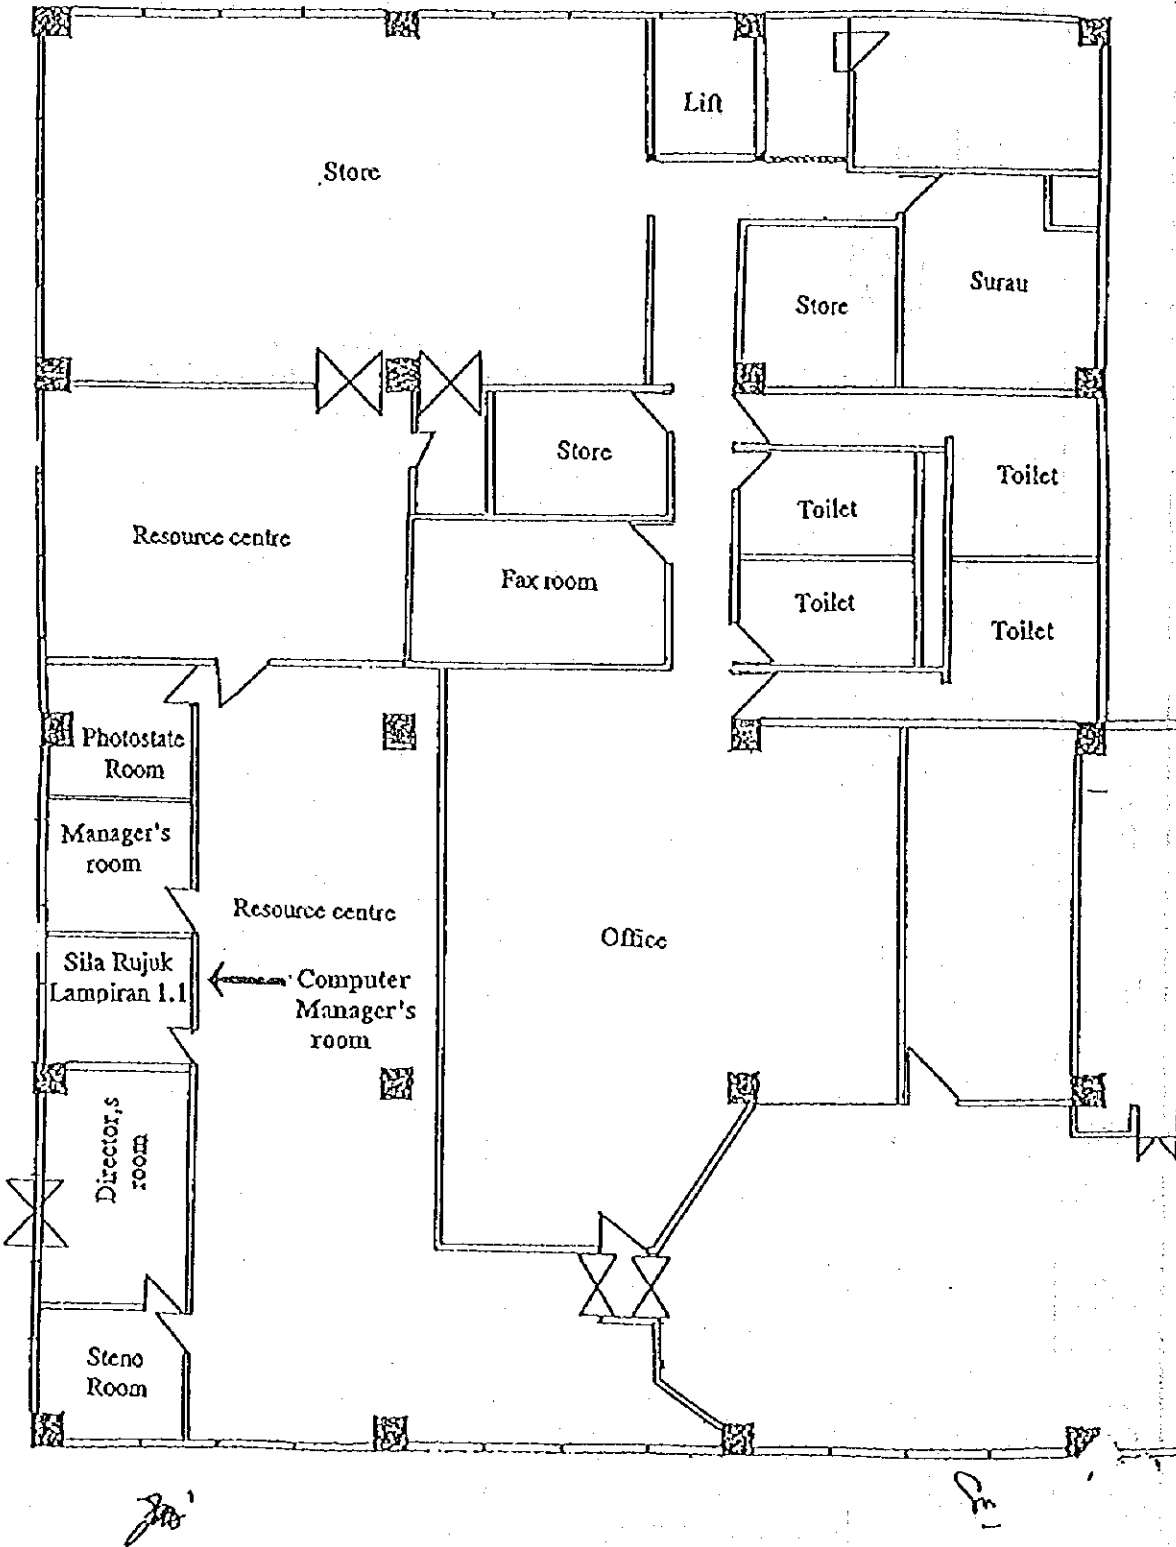 Lift
Store
Surau
Store
Store
Toilet
Toilet
Resource centre
Fax room
Toilet
Toilet
Photostate
Room
Manager's
room
Resource centre
Office
Sila Rujuk
Lampiran 1.1
Computer
Manager's
room
Director,s
room
Steno
Room